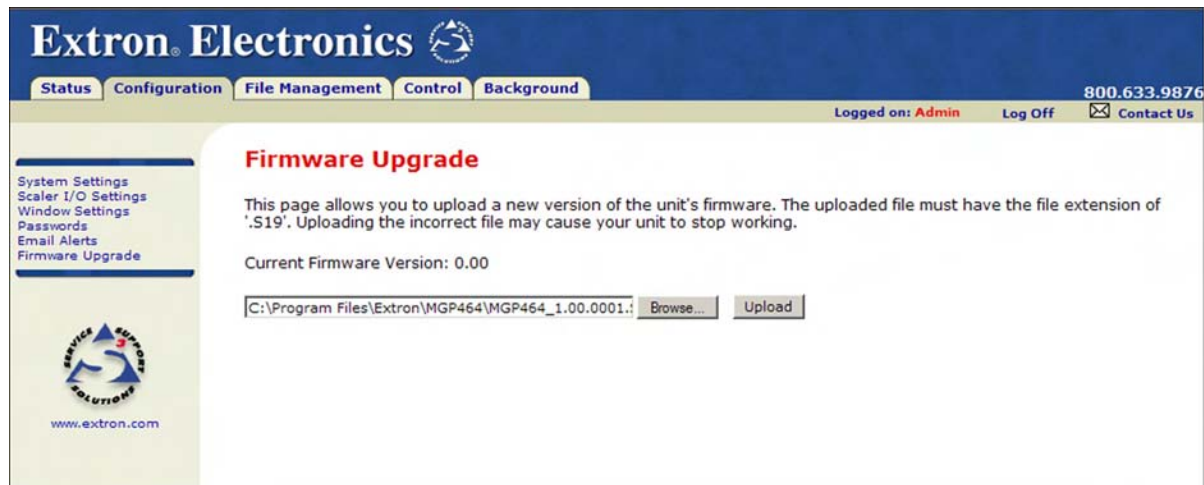 Extron® Electronics
Status Configuration File Management Control Background
800.633.9876
Logged on: Admin Log Off Contact Us
System Settings
Scaler I/O Settings
Window Settings
Passwords
Email Alerts
Firmware Upgrade
SERVICE SUPPORT SOLUTIONS
3
www.extron.com
Firmware Upgrade
This page allows you to upload a new version of the unit's firmware. The uploaded file must have the file extension of
'.S19'. Uploading the incorrect file may cause your unit to stop working.
Current Firmware Version: 0.00
C:\Program Files\Extron\MGP464\MGP464_1.00.0001. Browse... Upload